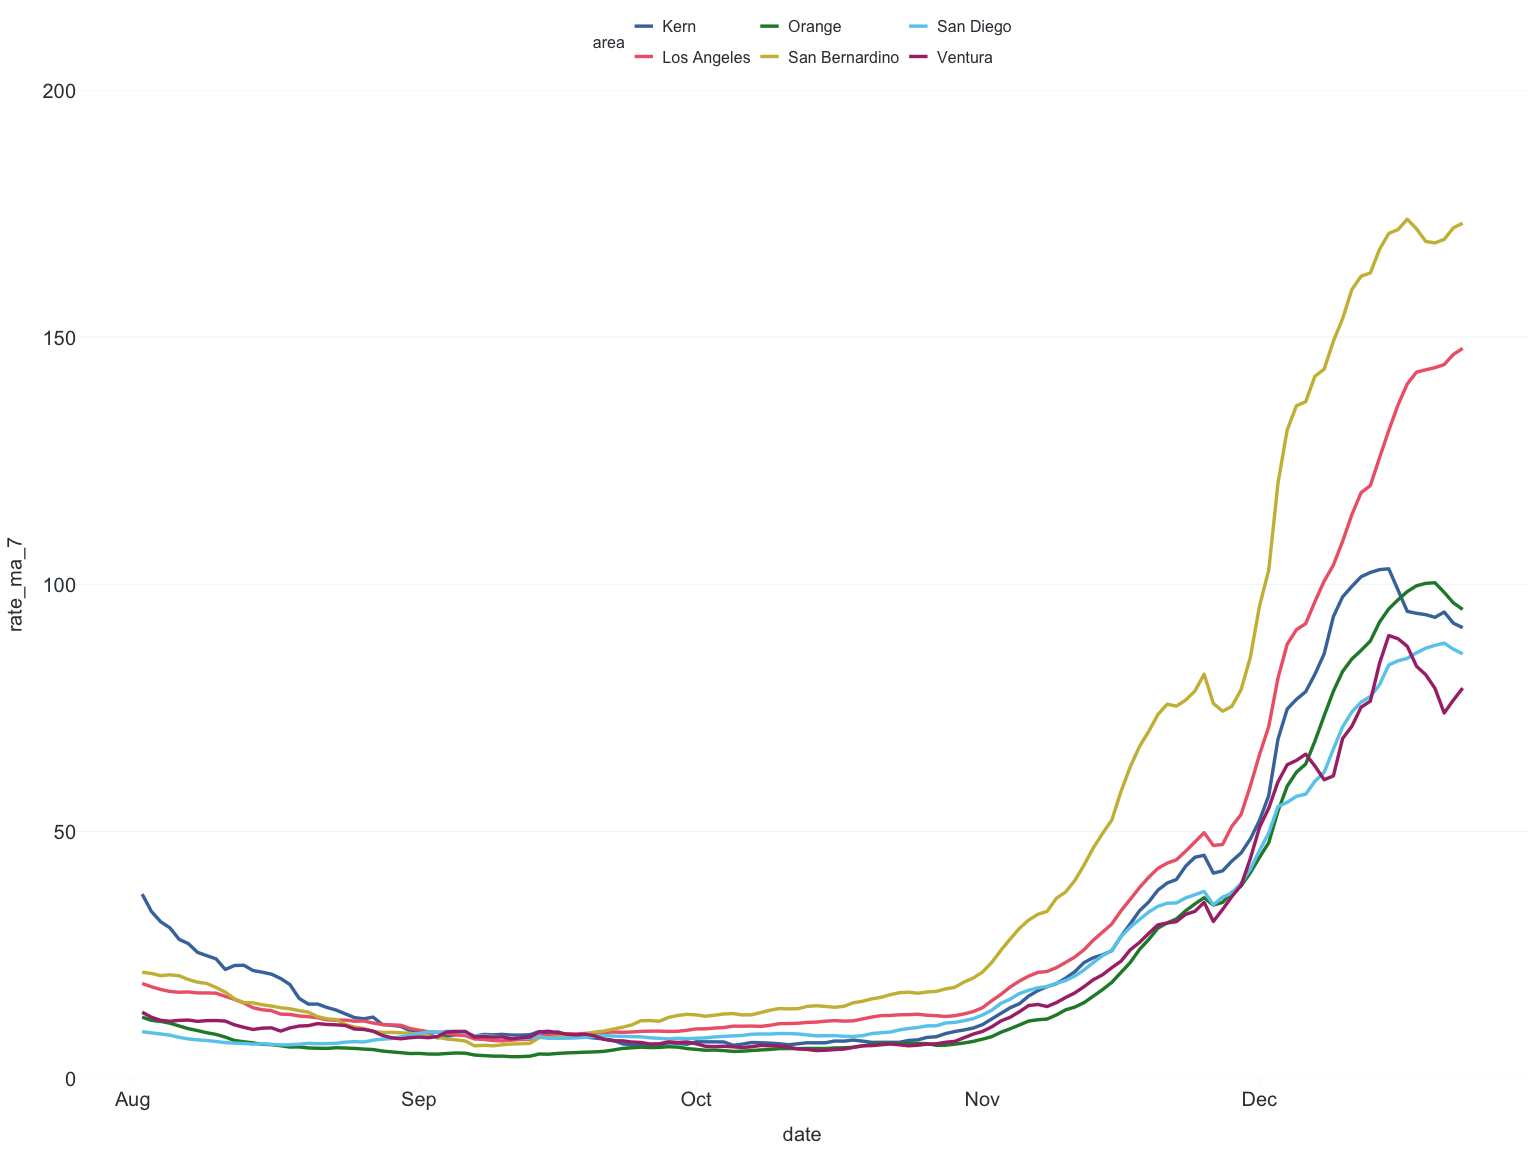 area
Kern
Orange
San Diego
Los Angeles
San Bernardino
Ventura
rate_ma_7
200
150
100
50
0
Aug
Sep
Oct
Nov
Dec
date